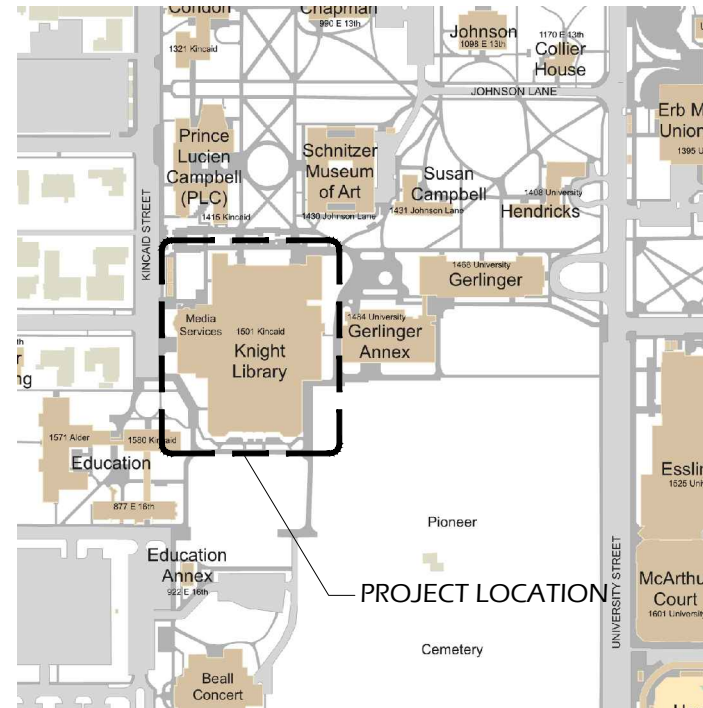 Condon
1321 Kincaid
Chapman
990 E 13th
Johnson
1098 E 13th
1170 E 13th
Collier
House
JOHNSON LANE
Erb M
Union
1395 U
Prince
Lucien
Campbell
(PLC)
1415 Kincaid
Schnitzer
Museum
of Art
1430 Johnson Lane
Susan
Campbell
1431 Johnson Lane
1408 University
Hendricks
KINCAID STREET
1468 University
Gerlinger
Media
Services
1501 Kincaid
Knight
Library
1484 University
Gerlinger
Annex
1571 Alder
1580 Kincaid
Education
877 E 16th
Esslin
1525 Univ
Pioneer
Education
Annex
922 E 16th
PROJECT LOCATION
UNIVERSITY STREET
McArthu
Court
1601 University
Cemetery
Beall
Concert